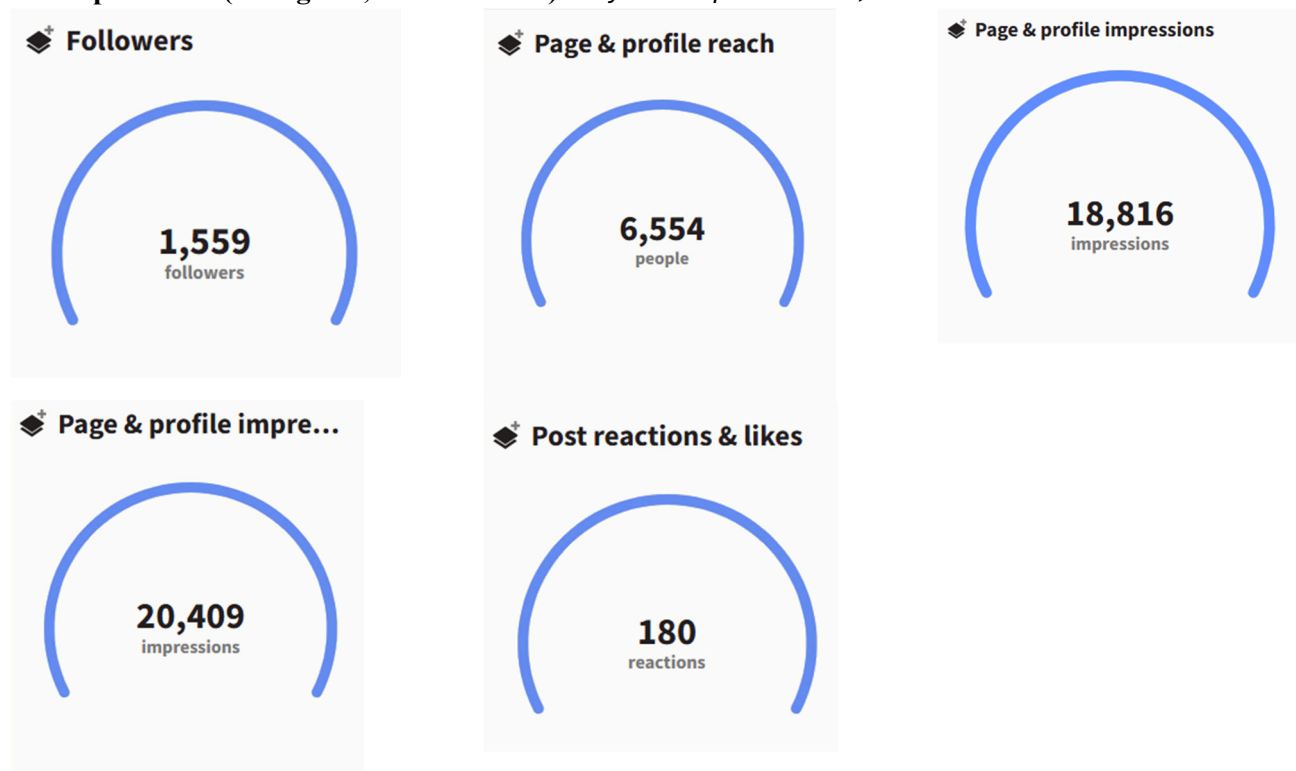 Followers
1,559
followers
Page & profile reach
6,554
people
Page & profile impressions
18,816
impressions
Page & profile impre...
20,409
impressions
Post reactions & likes
180
reactions